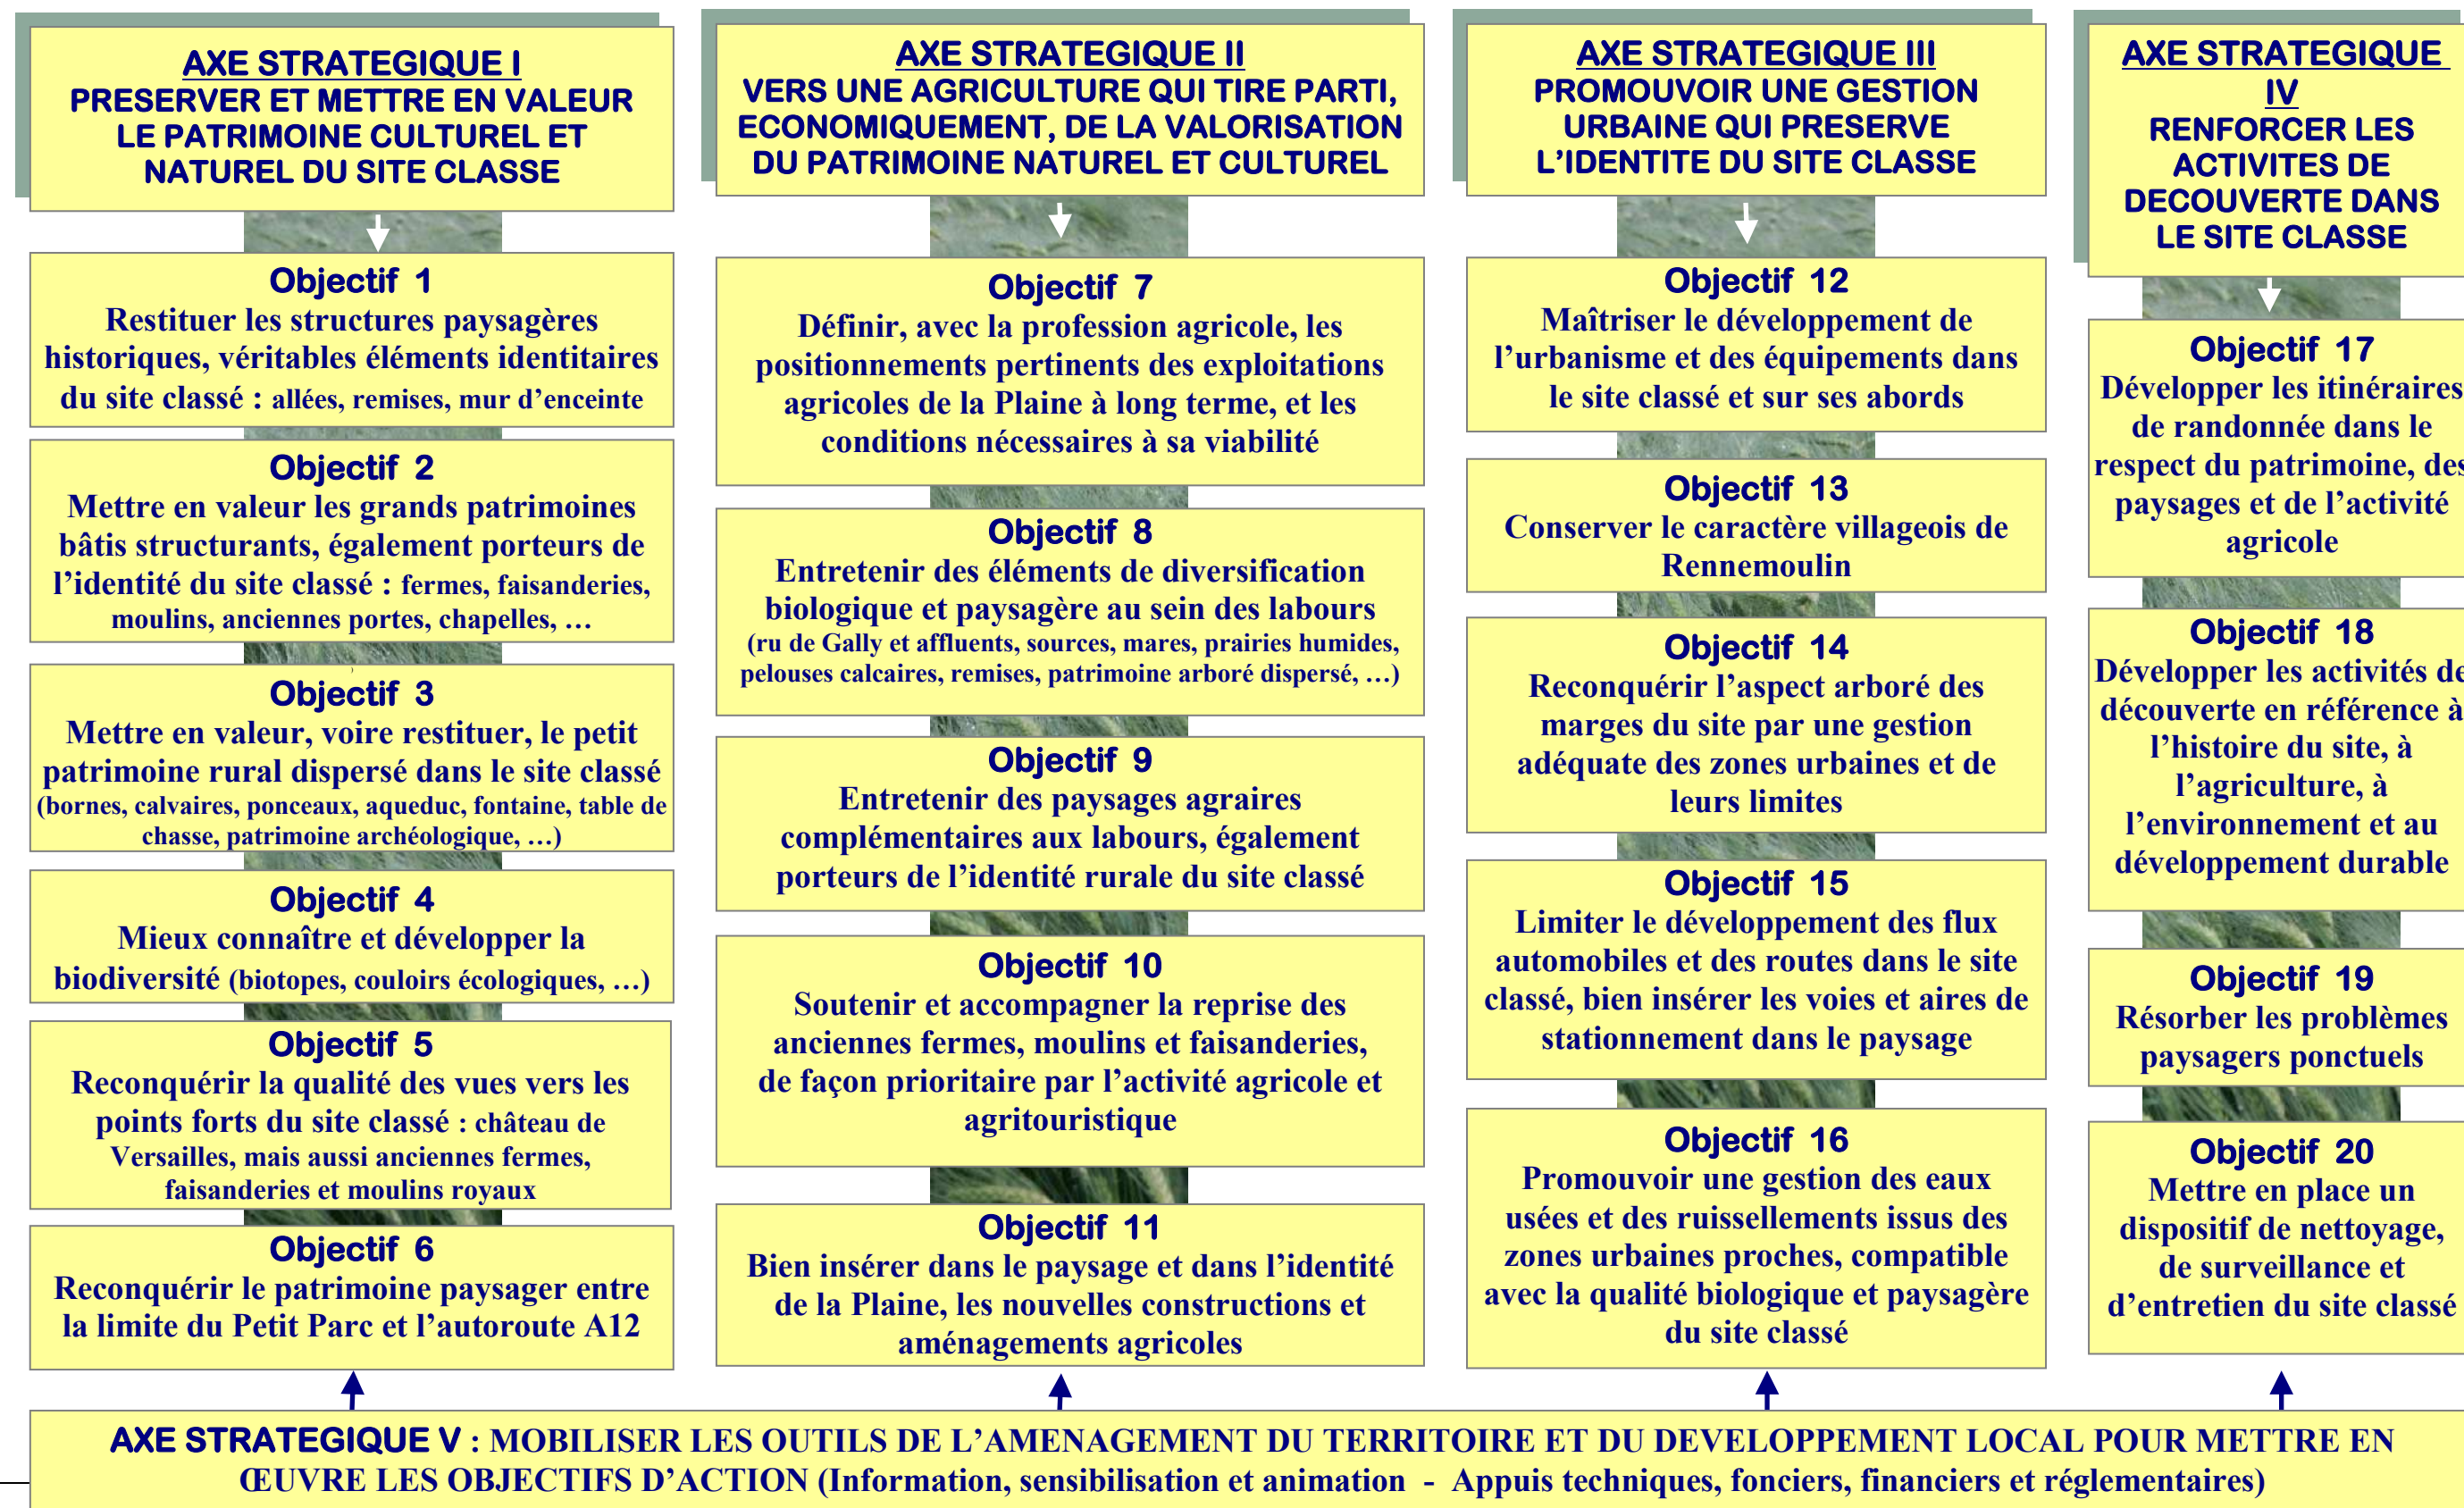 AXE STRATEGIQUE I
PRESERVER ET METTRE EN VALEUR
LE PATRIMOINE CULTUREL ET
NATUREL DU SITE CLASSE
Objectif 1
Restituer les structures paysagères
historiques, véritables éléments identitaires
du site classé : allées, remises, mur d’enceinte
Objectif 2
Mettre en valeur les grands patrimoines
bâtis structurants, également porteurs de
l’identité du site classé : fermes, faisanderies,
moulins, anciennes portes, chapelles, …
Objectif 3
Mettre en valeur, voire restituer, le petit
patrimoine rural dispersé dans le site classé
(bornes, calvaires, ponceaux, aqueduc, fontaine, table de
chasse, patrimoine archéologique, …)
Objectif 4
Mieux connaître et développer la
biodiversité (biotopes, couloirs écologiques, …)
Objectif 5
Reconquérir la qualité des vues vers les
points forts du site classé : château de
Versailles, mais aussi anciennes fermes,
faisanderies et moulins royaux
Objectif 6
Reconquérir le patrimoine paysager entre
la limite du Petit Parc et l’autoroute A12
AXE STRATEGIQUE II
VERS UNE AGRICULTURE QUI TIRE PARTI,
ECONOMIQUEMENT, DE LA VALORISATION
DU PATRIMOINE NATUREL ET CULTUREL
Objectif 7
Définir, avec la profession agricole, les
positionnements pertinents des exploitations
agricoles de la Plaine à long terme, et les
conditions nécessaires à sa viabilité
Objectif 8
Entretenir des éléments de diversification
biologique et paysagère au sein des labours
(ru de Gally et affluents, sources, mares, prairies humides,
pelouses calcaires, remises, patrimoine arboré dispersé, …)
Objectif 9
Entretenir des paysages agraires
complémentaires aux labours, également
porteurs de l’identité rurale du site classé
Objectif 10
Soutenir et accompagner la reprise des
anciennes fermes, moulins et faisanderies,
de façon prioritaire par l’activité agricole et
agritouristique
Objectif 11
Bien insérer dans le paysage et dans l’identité
de la Plaine, les nouvelles constructions et
aménagements agricoles
AXE STRATEGIQUE III
PROMOUVOIR UNE GESTION
URBAINE QUI PRESERVE
L’IDENTITE DU SITE CLASSE
Objectif 12
Maîtriser le développement de
l’urbanisme et des équipements dans
le site classé et sur ses abords
Objectif 13
Conserver le caractère villageois de
Rennemoulin
Objectif 14
Reconquérir l’aspect arboré des
marges du site par une gestion
adéquate des zones urbaines et de
leurs limites
Objectif 15
Limiter le développement des flux
automobiles et des routes dans le site
classé, bien insérer les voies et aires de
stationnement dans le paysage
Objectif 16
Promouvoir une gestion des eaux
usées et des ruissellements issus des
zones urbaines proches, compatible
avec la qualité biologique et paysagère
du site classé
AXE STRATEGIQUE
IV
RENFORCER LES
ACTIVITES DE
DECOUVERTE DANS
LE SITE CLASSE
Objectif 17
Développer les itinéraires
de randonnée dans le
respect du patrimoine, des
paysages et de l’activité
agricole
Objectif 18
Développer les activités de
découverte en référence à
l’histoire du site, à
l’agriculture, à
l’environnement et au
développement durable
Objectif 19
Résorber les problèmes
paysagers ponctuels
Objectif 20
Mettre en place un
dispositif de nettoyage,
de surveillance et
d’entretien du site classé
AXE STRATEGIQUE V : MOBILISER LES OUTILS DE L’AMENAGEMENT DU TERRITOIRE ET DU DEVELOPPEMENT LOCAL POUR METTRE EN
ŒUVRE LES OBJECTIFS D’ACTION (Information, sensibilisation et animation - Appuis techniques, fonciers, financiers et réglementaires)